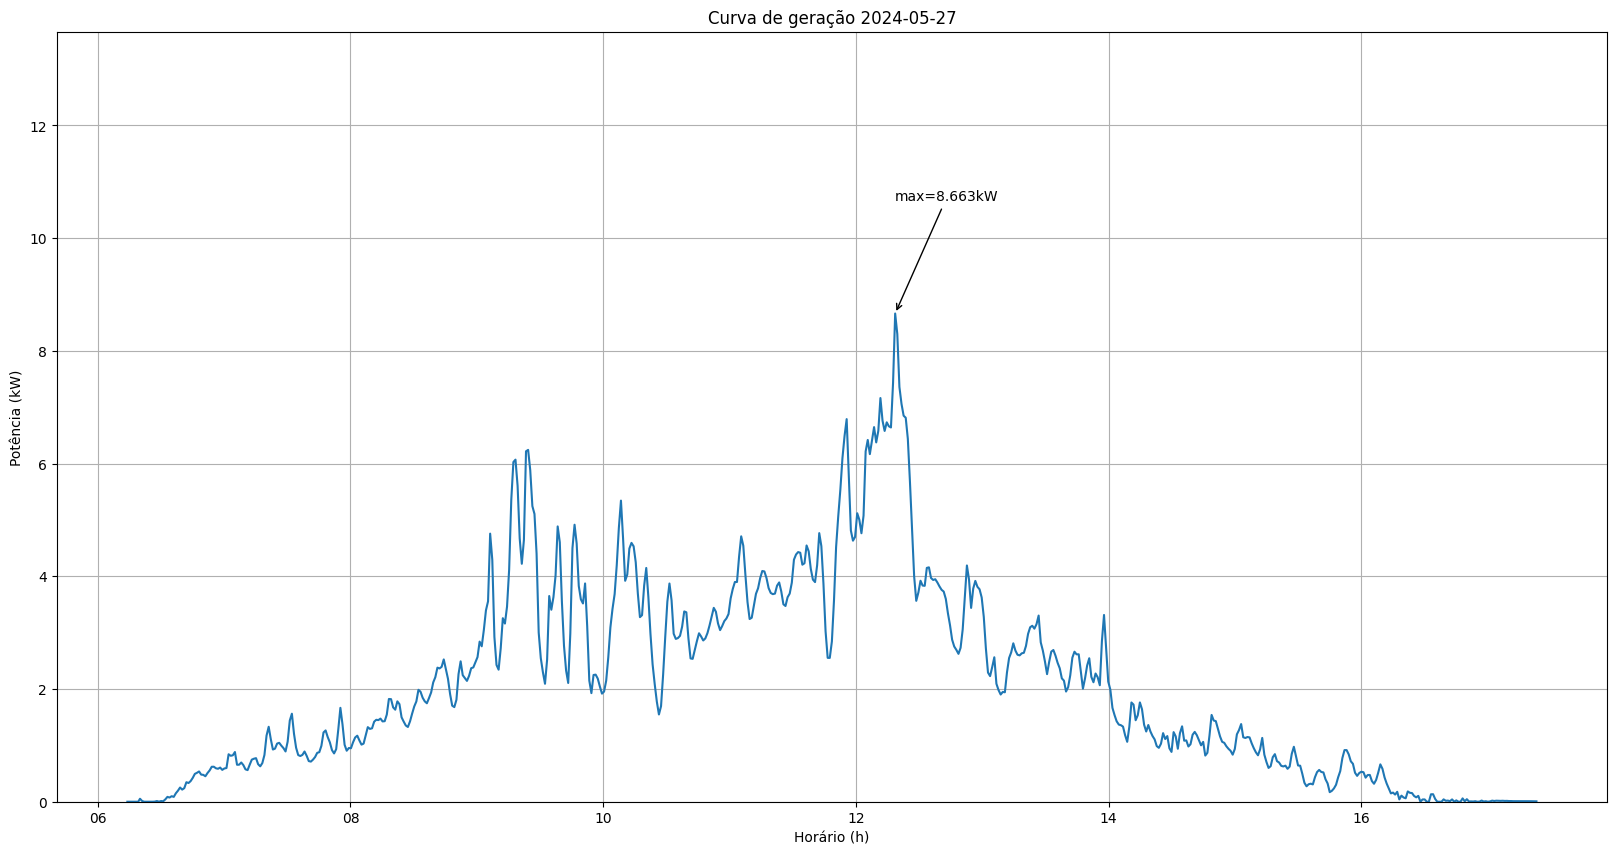 Curva de geração 2024-05-27
12
max=8.663kW
10
8
6
4
2
0
Potência (kW)
06 08 10 12 14 16
Horário (h)